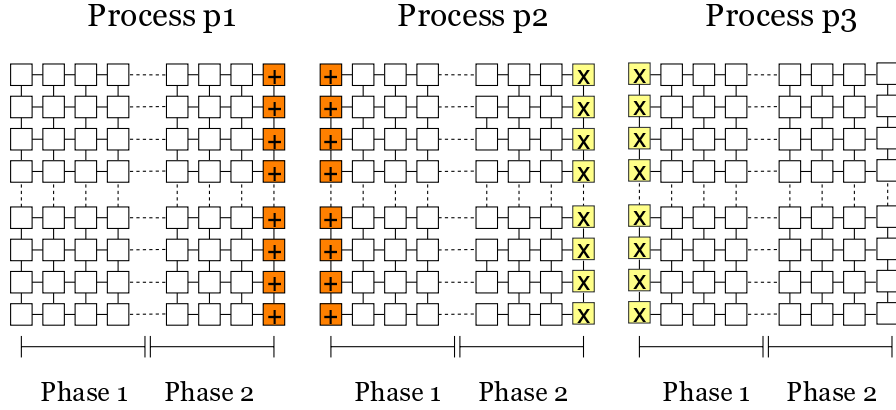 Process p1 Process p2 Process p3
+ + x x
+ + x x
+ + x x
+ + x x
+ + x x
+ + x x
+ + x x
+ + x x
Phase 1 Phase 2 Phase 1 Phase 2 Phase 1 Phase 2